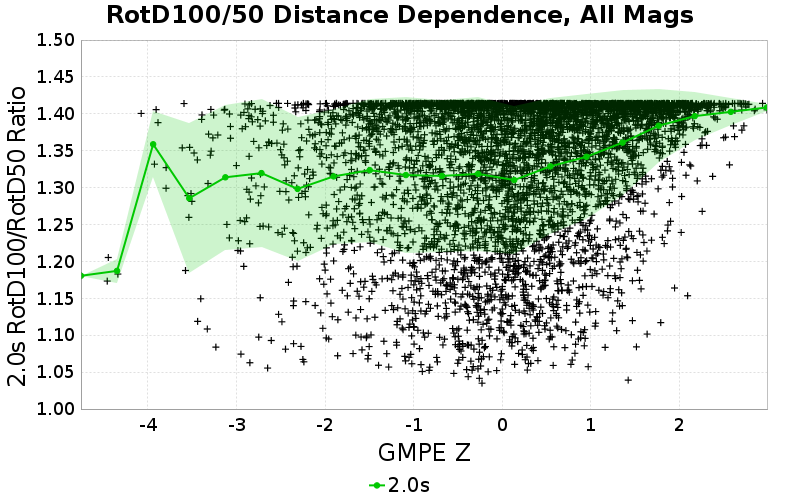 RotD100/50 Distance Dependence, All Mags
2.0s RotD100/RotD50 Ratio
1.50
1.45
1.40
1.35
1.30
1.25
1.20
1.15
1.10
1.05
1.00
-4 -3 -2 -1 0 1 2
GMPE Z
2.0s